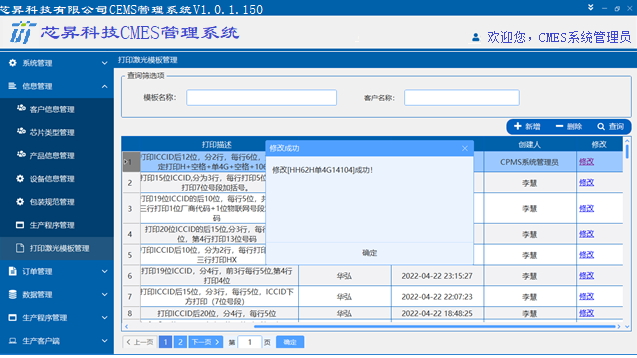 芯昇科技有限公司CEMS管理系统V1.0.1.150
芯昇科技CMES管理系统
欢迎您，CMES系统管理员
系统管理
信息管理
客户信息管理
芯片类型管理
产品信息管理
设备信息管理
包装规范管理
生产程序管理
打印激光模板管理
订单管理
数据管理
生产程序管理
生产客户端
打印激光模板管理
查询筛选项
模板名称：
客户名称：
新增 删除 查询
打印描述 创建人 修改
1 打印ICCID后12位，分2行，每行6位， CPMS系统管理员 修改
定打印H+空格+单4G+空格+10
2 打印15位ICCID,分为3行，每行打印5位 李慧 修改
打印7位号段加括号。
3 打印19位ICCID的后10位，每行5位，共 李慧 修改
三行打印1位厂商代码+1位物联网号段
码
4 打印20位ICCID的后15位,分3行，每行 李慧 修改
位，第4行打印13位号码
5 打印ICCID后10位，分为2行，每行打印 李慧 修改
三行打印HX
6 打印19位ICCID，分4行，前3行每行5位,第4行 华弘 2022-04-22 23:15:27 李慧 修改
打印4位
7 打印ICCID后15位，分3行，每行5位，ICCID下 华弘 2022-04-22 22:07:23 李慧 修改
方打印（7位号段）
8 打印ICCID后20位，分4行，每行5位 华弘 2022-04-22 18:48:25 李慧 修改
修改成功
修改[HH62H单4G14104]成功！
确定
上一页 1 2 下一页 第 1 页 确定